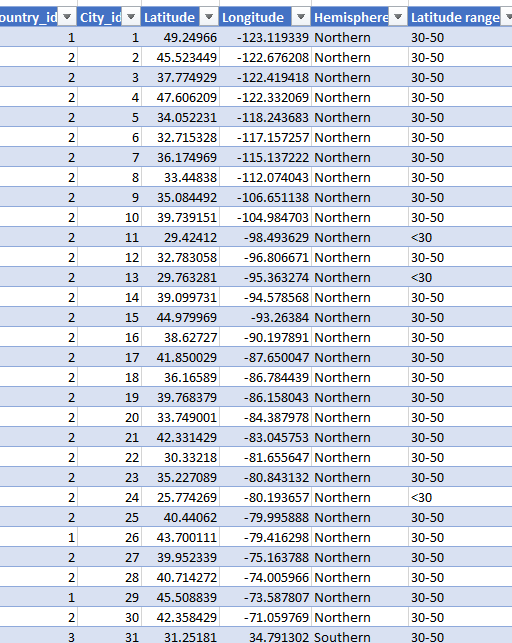 ountry_id City_id Latitude Longitude Hemisphere Latitude range
1 1 49.24966 -123.119339 Northern 30-50
2 2 45.523449 -122.676208 Northern 30-50
2 3 37.774929 -122.419418 Northern 30-50
2 4 47.606209 -122.332069 Northern 30-50
2 5 34.052231 -118.243683 Northern 30-50
2 6 32.715328 -117.157257 Northern 30-50
2 7 36.174969 -115.137222 Northern 30-50
2 8 33.44838 -112.074043 Northern 30-50
2 9 35.084492 -106.651138 Northern 30-50
2 10 39.739151 -104.984703 Northern 30-50
2 11 29.42412 -98.493629 Northern <30
2 12 32.783058 -96.806671 Northern 30-50
2 13 29.763281 -95.363274 Northern <30
2 14 39.099731 -94.578568 Northern 30-50
2 15 44.979969 -93.26384 Northern 30-50
2 16 38.62727 -90.197891 Northern 30-50
2 17 41.850029 -87.650047 Northern 30-50
2 18 36.16589 -86.784439 Northern 30-50
2 19 39.768379 -86.158043 Northern 30-50
2 20 33.749001 -84.387978 Northern 30-50
2 21 42.331429 -83.045753 Northern 30-50
2 22 30.33218 -81.655647 Northern 30-50
2 23 35.227089 -80.843132 Northern 30-50
2 24 25.774269 -80.193657 Northern <30
2 25 40.44062 -79.995888 Northern 30-50
1 26 43.700111 -79.416298 Northern 30-50
2 27 39.952339 -75.163788 Northern 30-50
2 28 40.714272 -74.005966 Northern 30-50
1 29 45.508839 -73.587807 Northern 30-50
2 30 42.358429 -71.059769 Northern 30-50
3 31 31.25181 34.791302 Southern 30-50